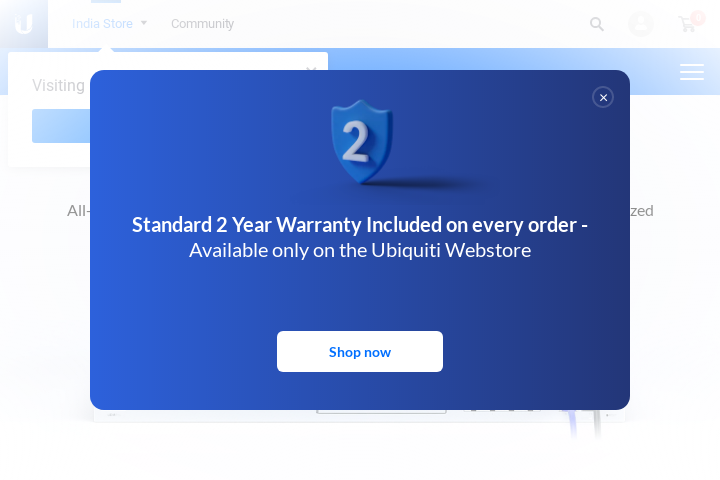 India Store
Community
Visiting
All-
zed
2
Standard 2 Year Warranty Included on every order -
Available only on the Ubiquiti Webstore
Shop now